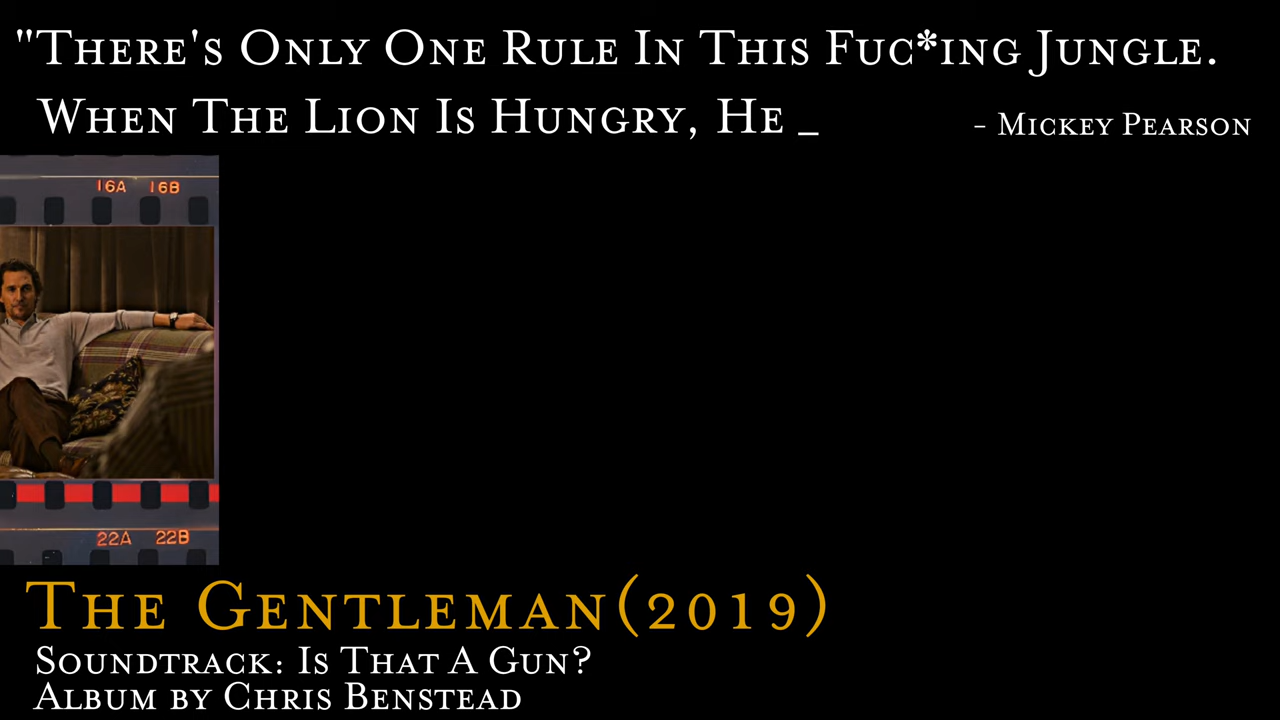 "There's Only One Rule In This Fuc*ing Jungle.
When The Lion Is Hungry, He _
- Mickey Pearson
16A 16B
22A 22B
The Gentleman(2019)
Soundtrack: Is That A Gun?
Album by Chris Benstead